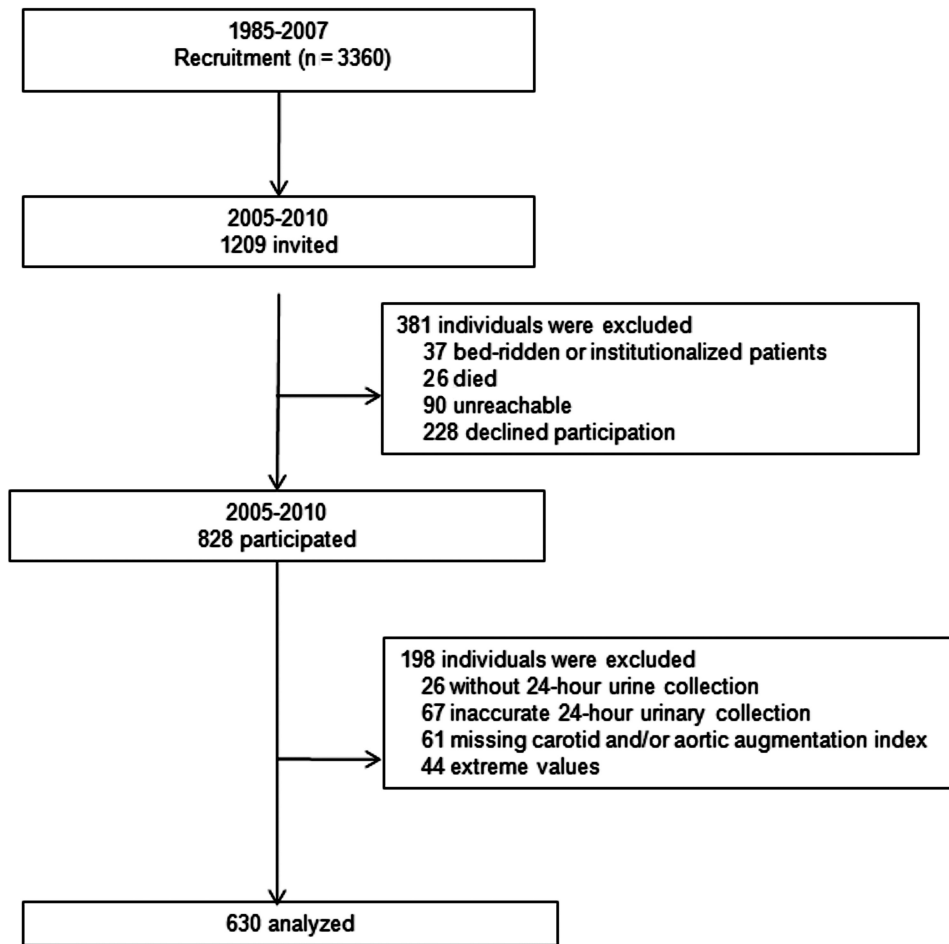 1985-2007
Recruitment (n = 3360)
2005-2010
1209 invited
381 individuals were excluded
37 bed-ridden or institutionalized patients
26 died
90 unreachable
228 declined participation
2005-2010
828 participated
198 individuals were excluded
26 without 24-hour urine collection
67 inaccurate 24-hour urinary collection
61 missing carotid and/or aortic augmentation index
44 extreme values
630 analyzed